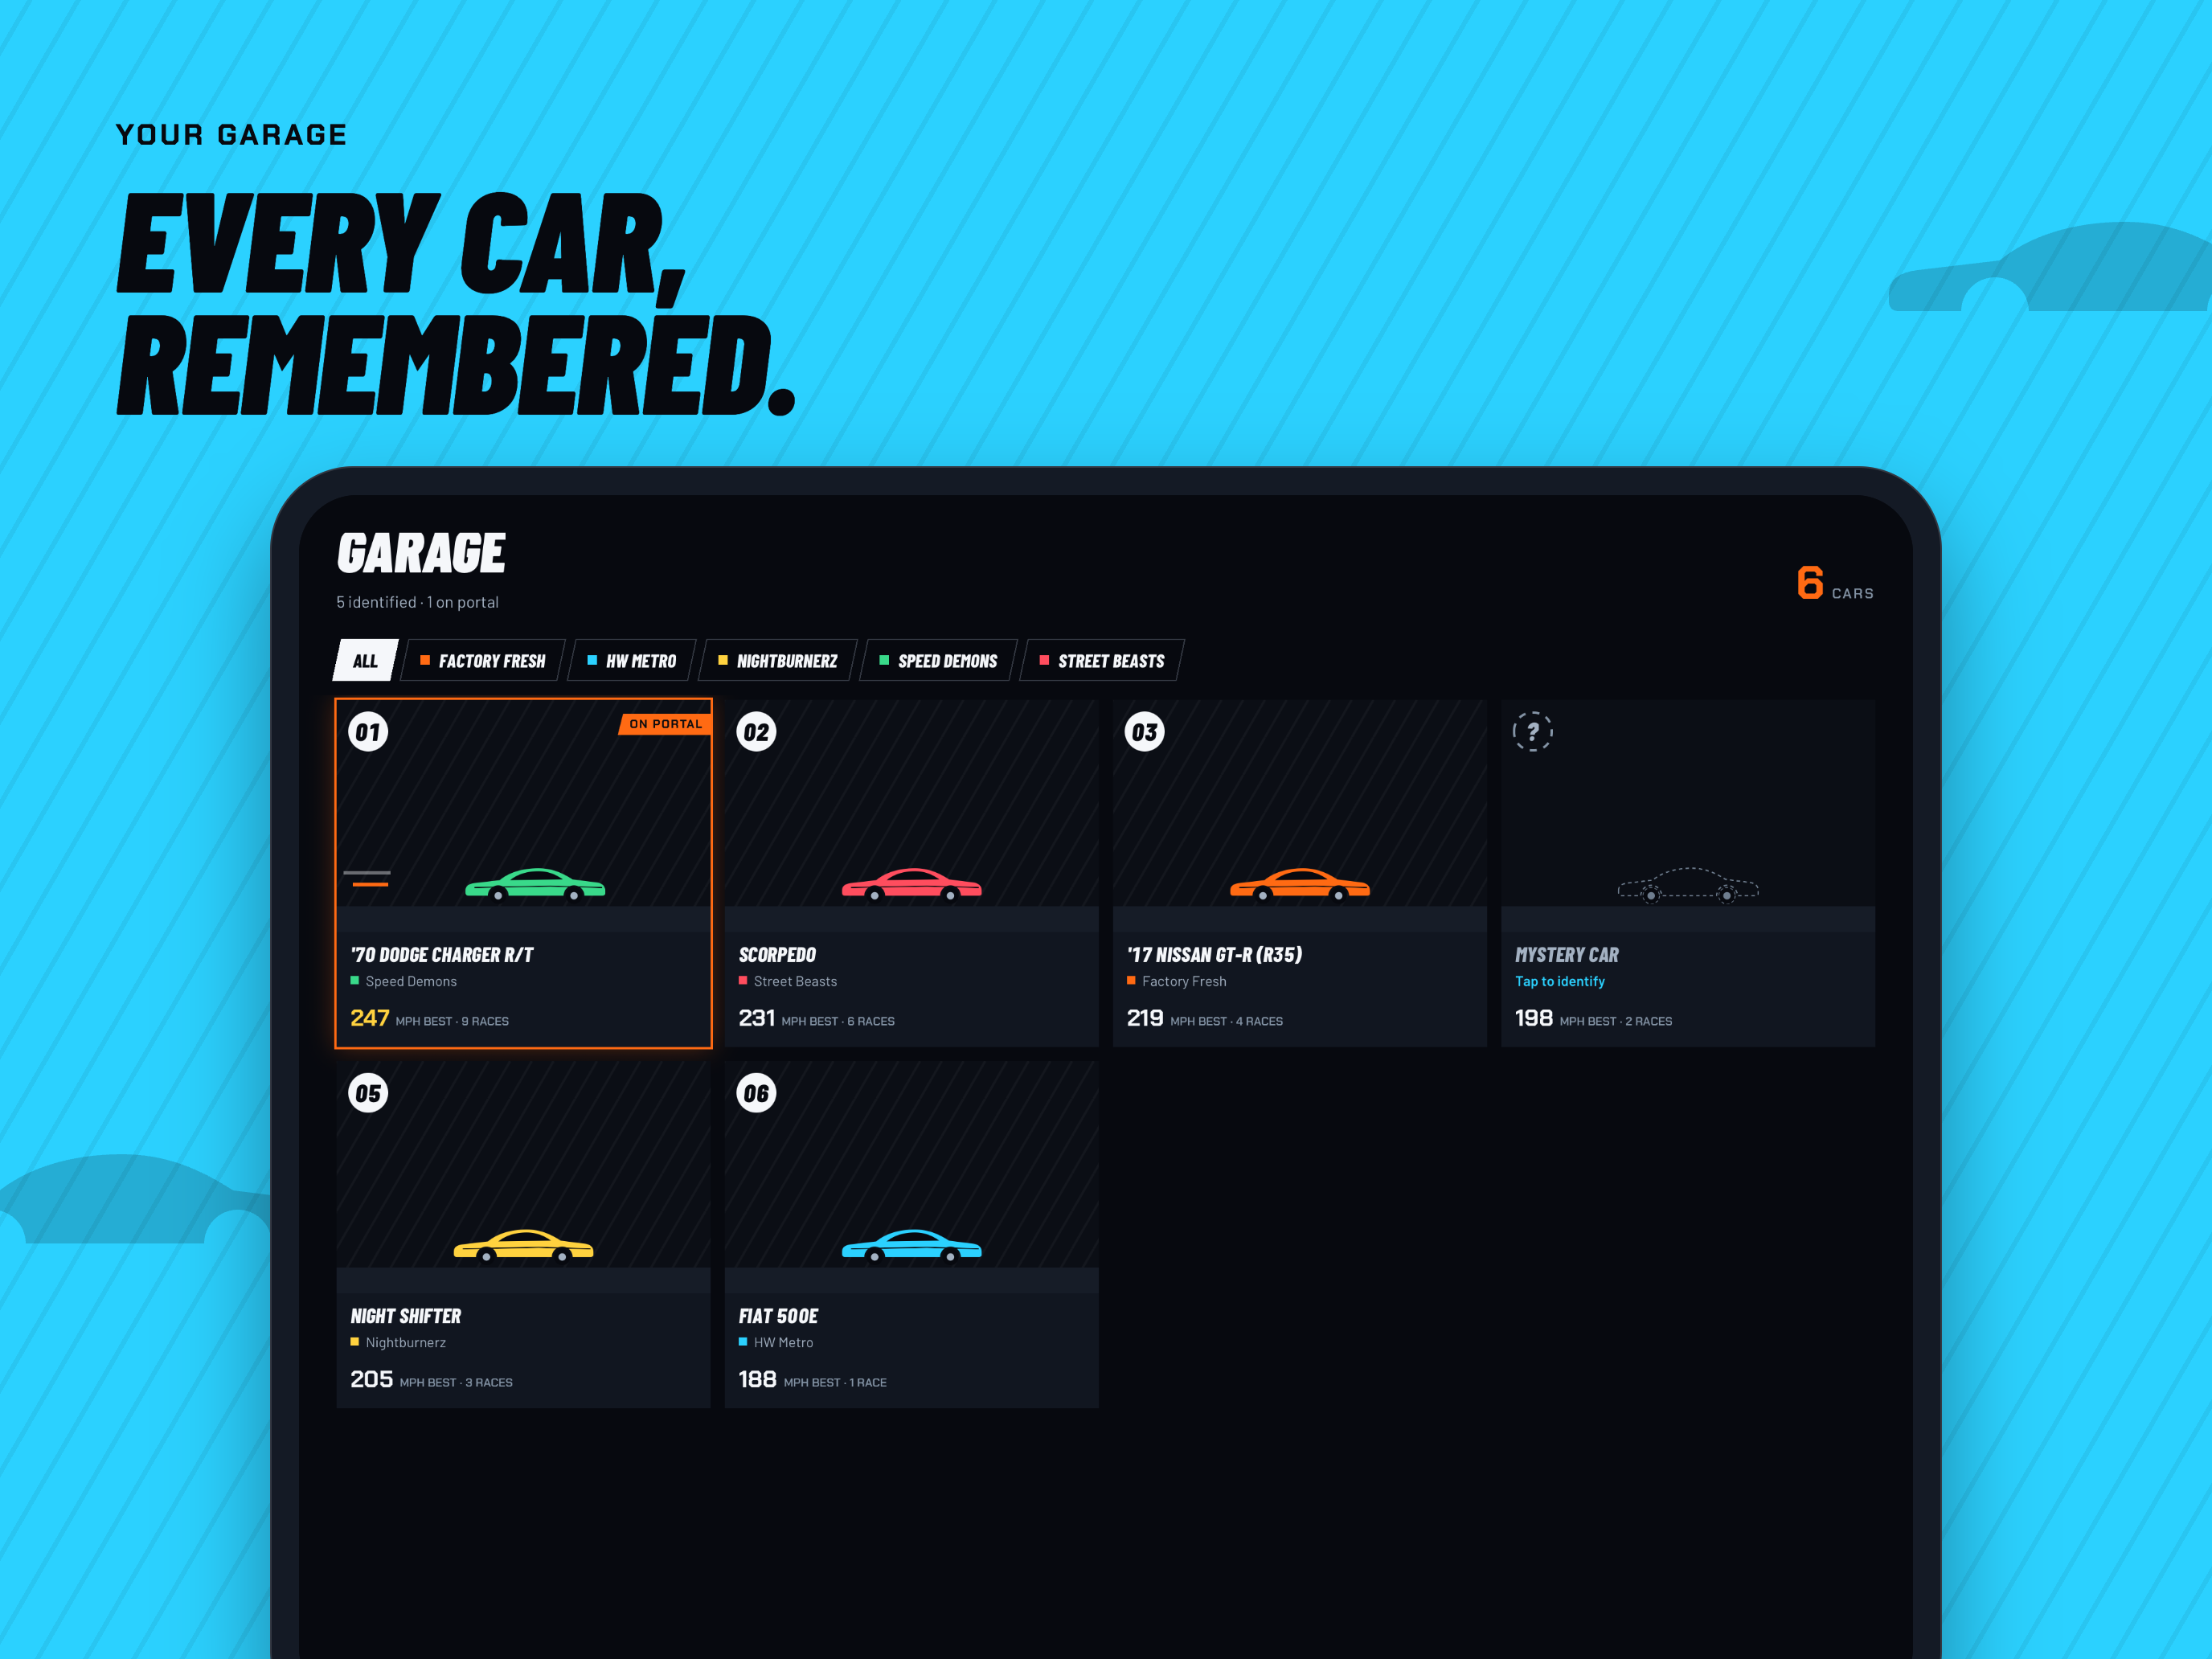 YOUR GARAGE
EVERY CAR,
REMEMBERED.
GARAGE
5 identified · 1 on portal
6 CARS
ALL
FACTORY FRESH
HW METRO
NIGHTBURNERZ
SPEED DEMONS
STREET BEASTS
01
ON PORTAL
'70 DODGE CHARGER R/T
Speed Demons
247 MPH BEST · 9 RACES
02
SCORPEDO
Street Beasts
231 MPH BEST · 6 RACES
03
'17 NISSAN GT-R (R35)
Factory Fresh
219 MPH BEST · 4 RACES
?
MYSTERY CAR
Tap to identify
198 MPH BEST · 2 RACES
05
NIGHT SHIFTER
Nightburnerz
205 MPH BEST · 3 RACES
06
FIAT 500E
HW Metro
188 MPH BEST · 1 RACE